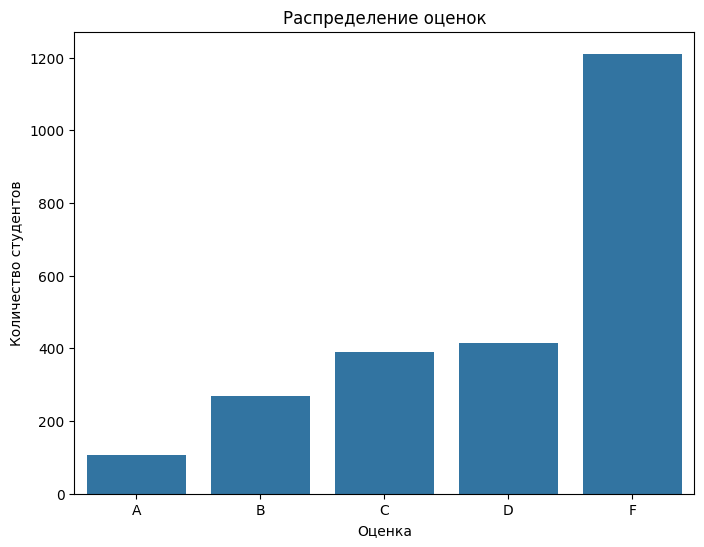 Распределение оценок
Количество студентов
1200
1000
800
600
400
200
0
A B C D F
Оценка